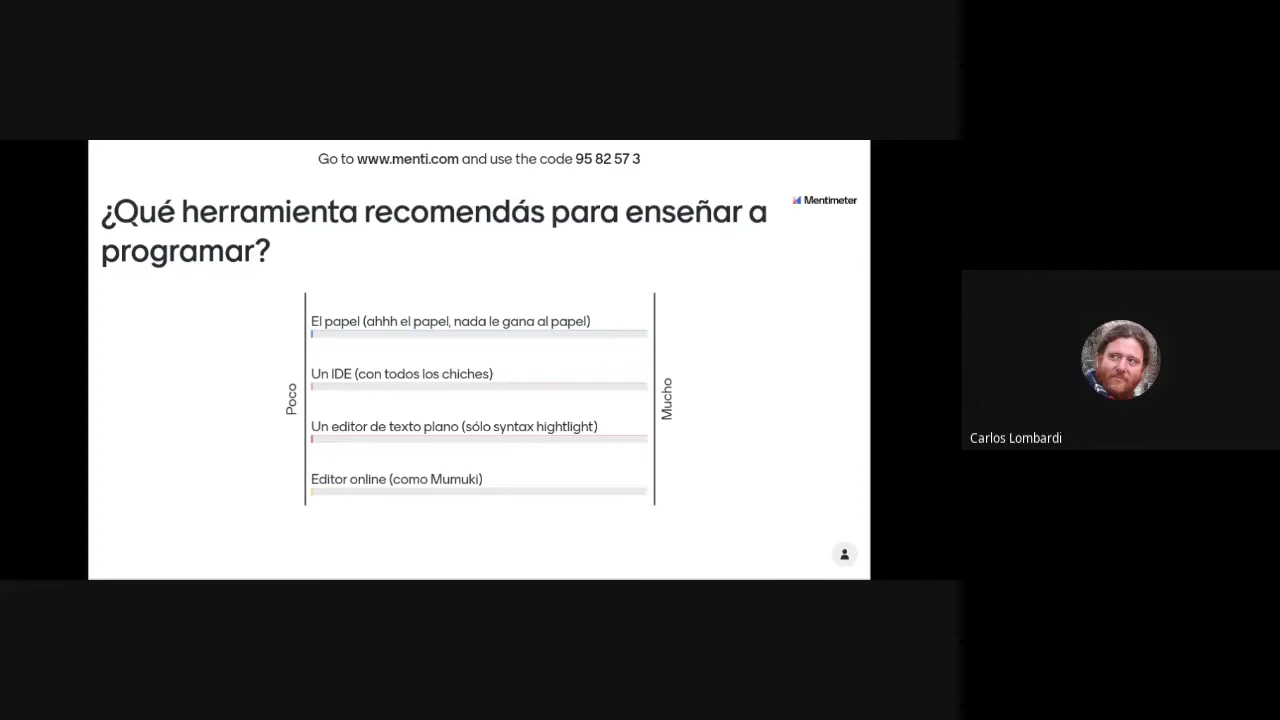 Go to www.menti.com and use the code 95 82 57 3
¿Qué herramienta recomendás para enseñar a
programar?
Mentimeter
El papel (ahhh el papel, nada le gana al papel)
Un IDE (con todos los chiches)
Un editor de texto plano (sólo syntax hightlight)
Editor online (como Mumuki)
Poco
Mucho
Carlos Lombardi